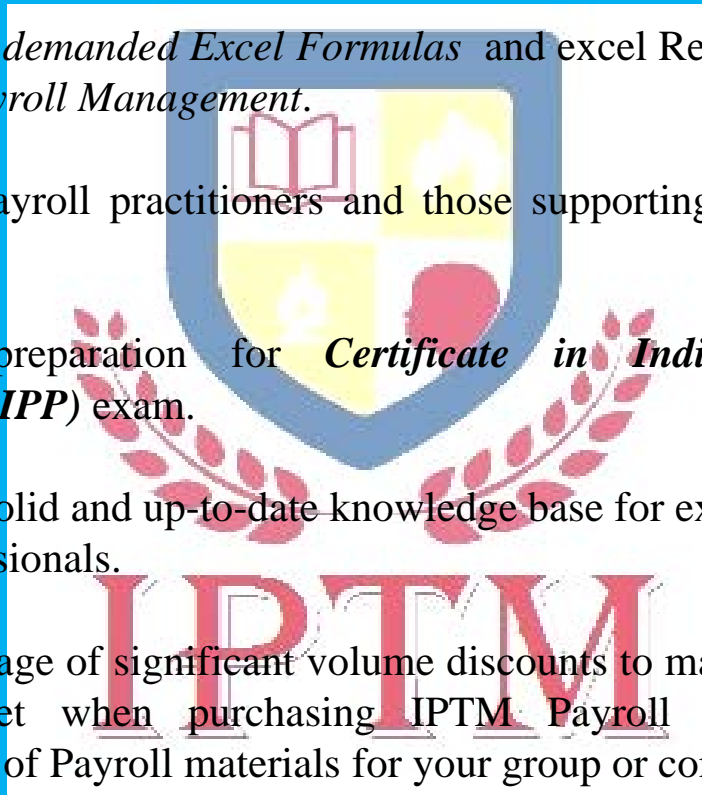 demanded Excel Formulas and excel Re
yroll Management.
ayroll practitioners and those supporting
preparation for Certificate in Indi
IPP) exam.
olid and up-to-date knowledge base for ex
sionals.
age of significant volume discounts to ma
et when purchasing IPTM Payroll
of Payroll materials for your group or co
IPTM